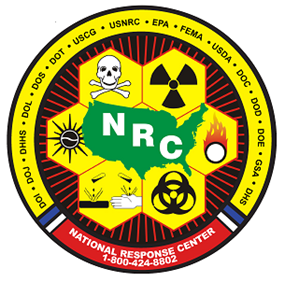 DOI • DOJ • DHHS • DOL • DOS • DOT • USCG • USNRC • EPA • FEMA • USDA • DOC • DOD • DOE • GSA • DHS
NRC
NATIONAL RESPONSE CENTER
1-800-424-8802